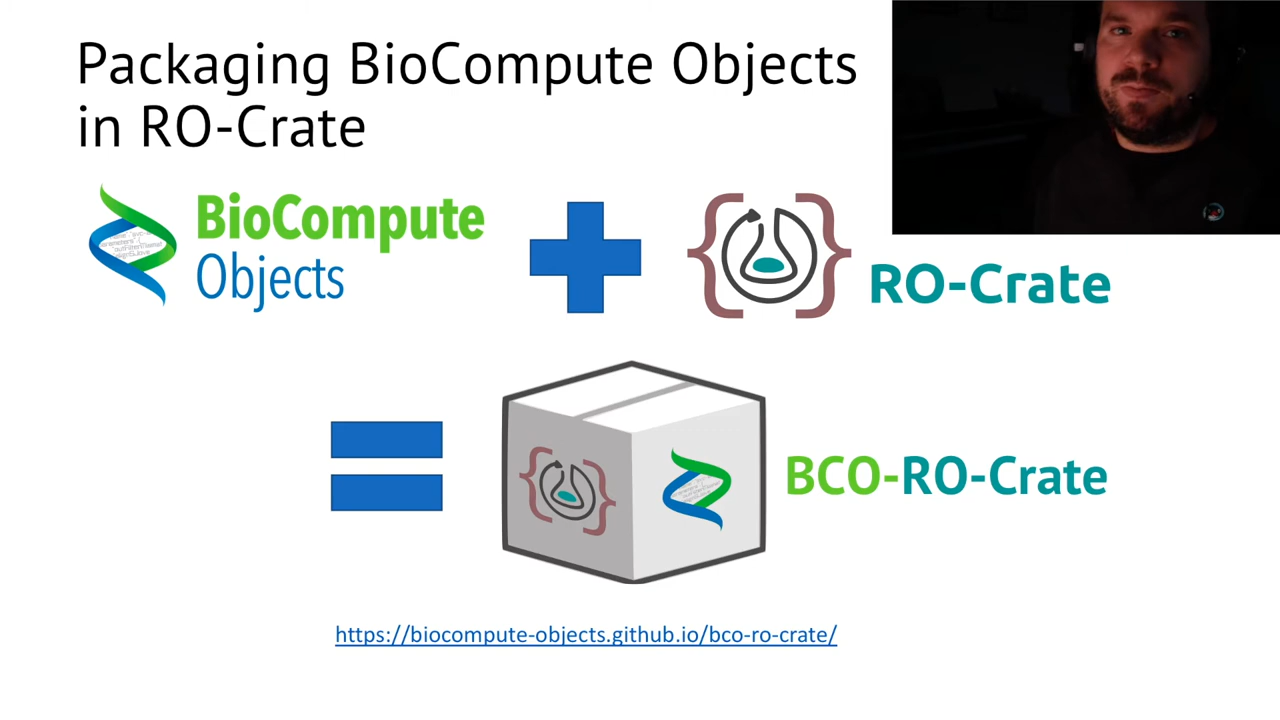 Packaging BioCompute Objects
in RO-Crate
BioCompute
Objects
RO-Crate
BCO-RO-Crate
https://biocompute-objects.github.io/bco-ro-crate/